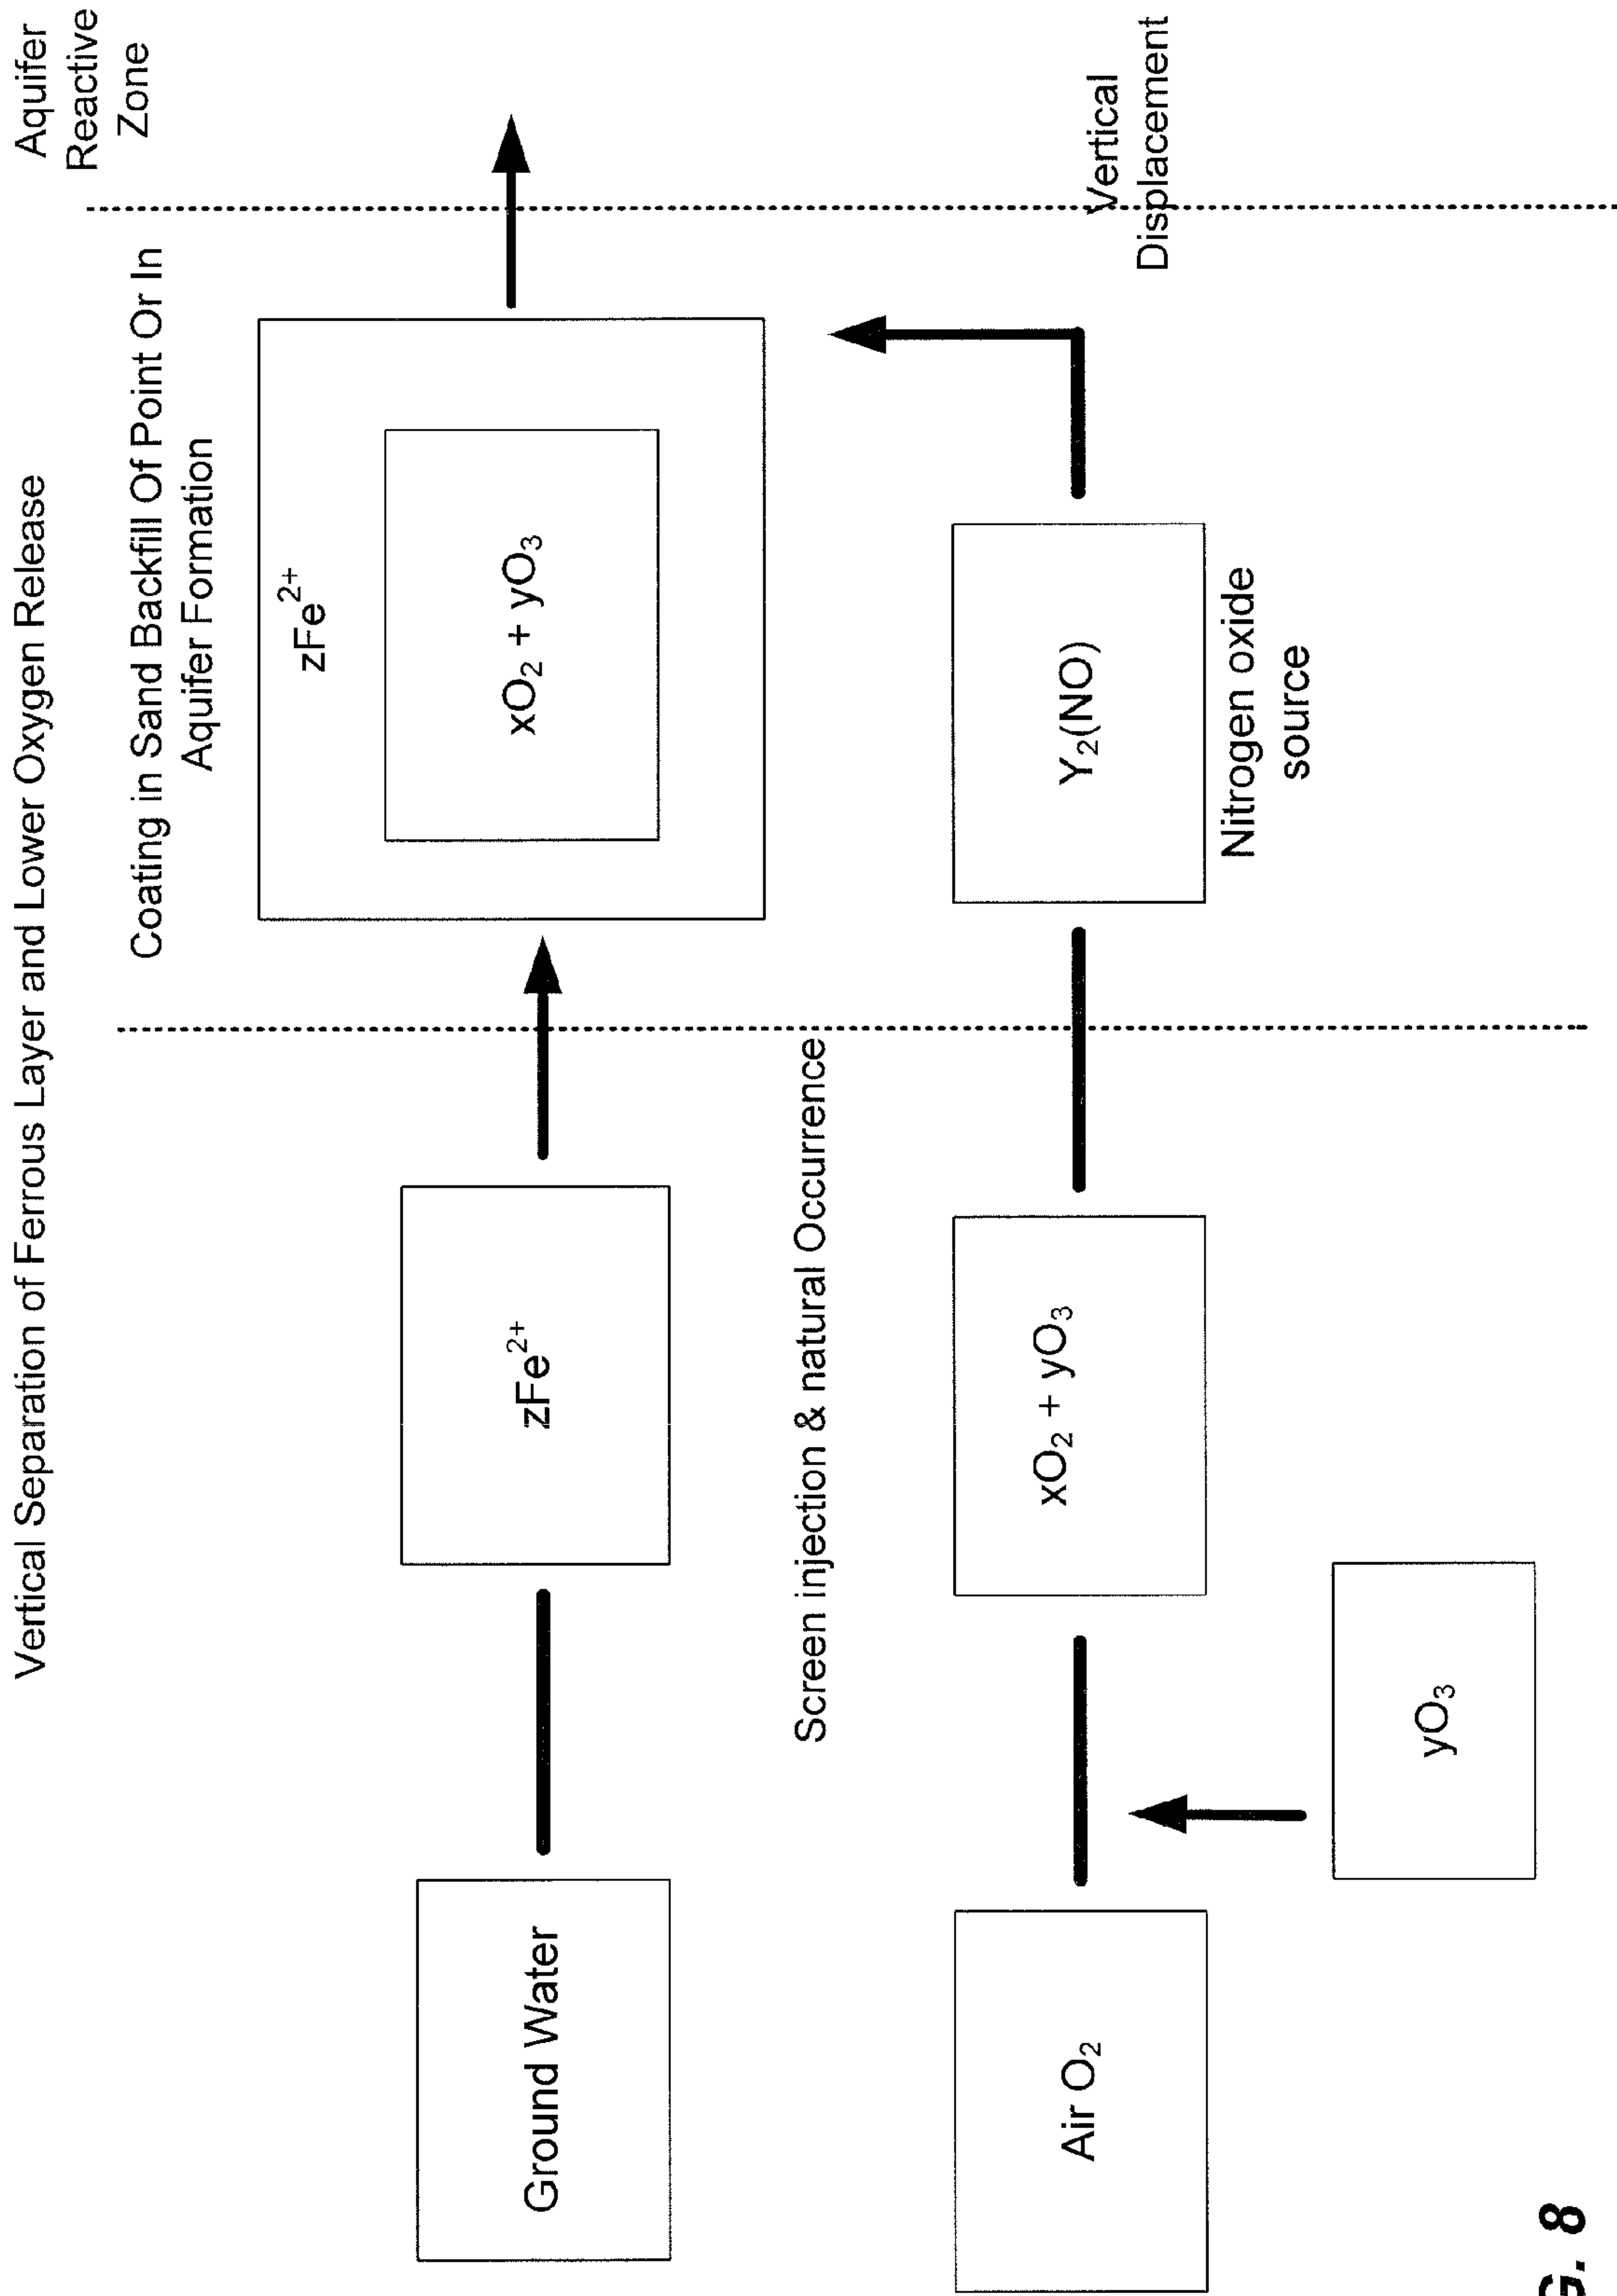 Vertical Separation of Ferrous Layer and Lower Oxygen Release
Aquifer
Reactive
Zone
Coating in Sand Backfill Of Point Or In
Aquifer Formation
zFe²⁺
xO₂ + yO₃
zFe²⁺
Ground Water
Screen injection & natural Occurrence
Air O₂
xO₂ + yO₃
Y₂(NO)
Nitrogen oxide
source
Vertical
Displacement
yO₃
G. 8